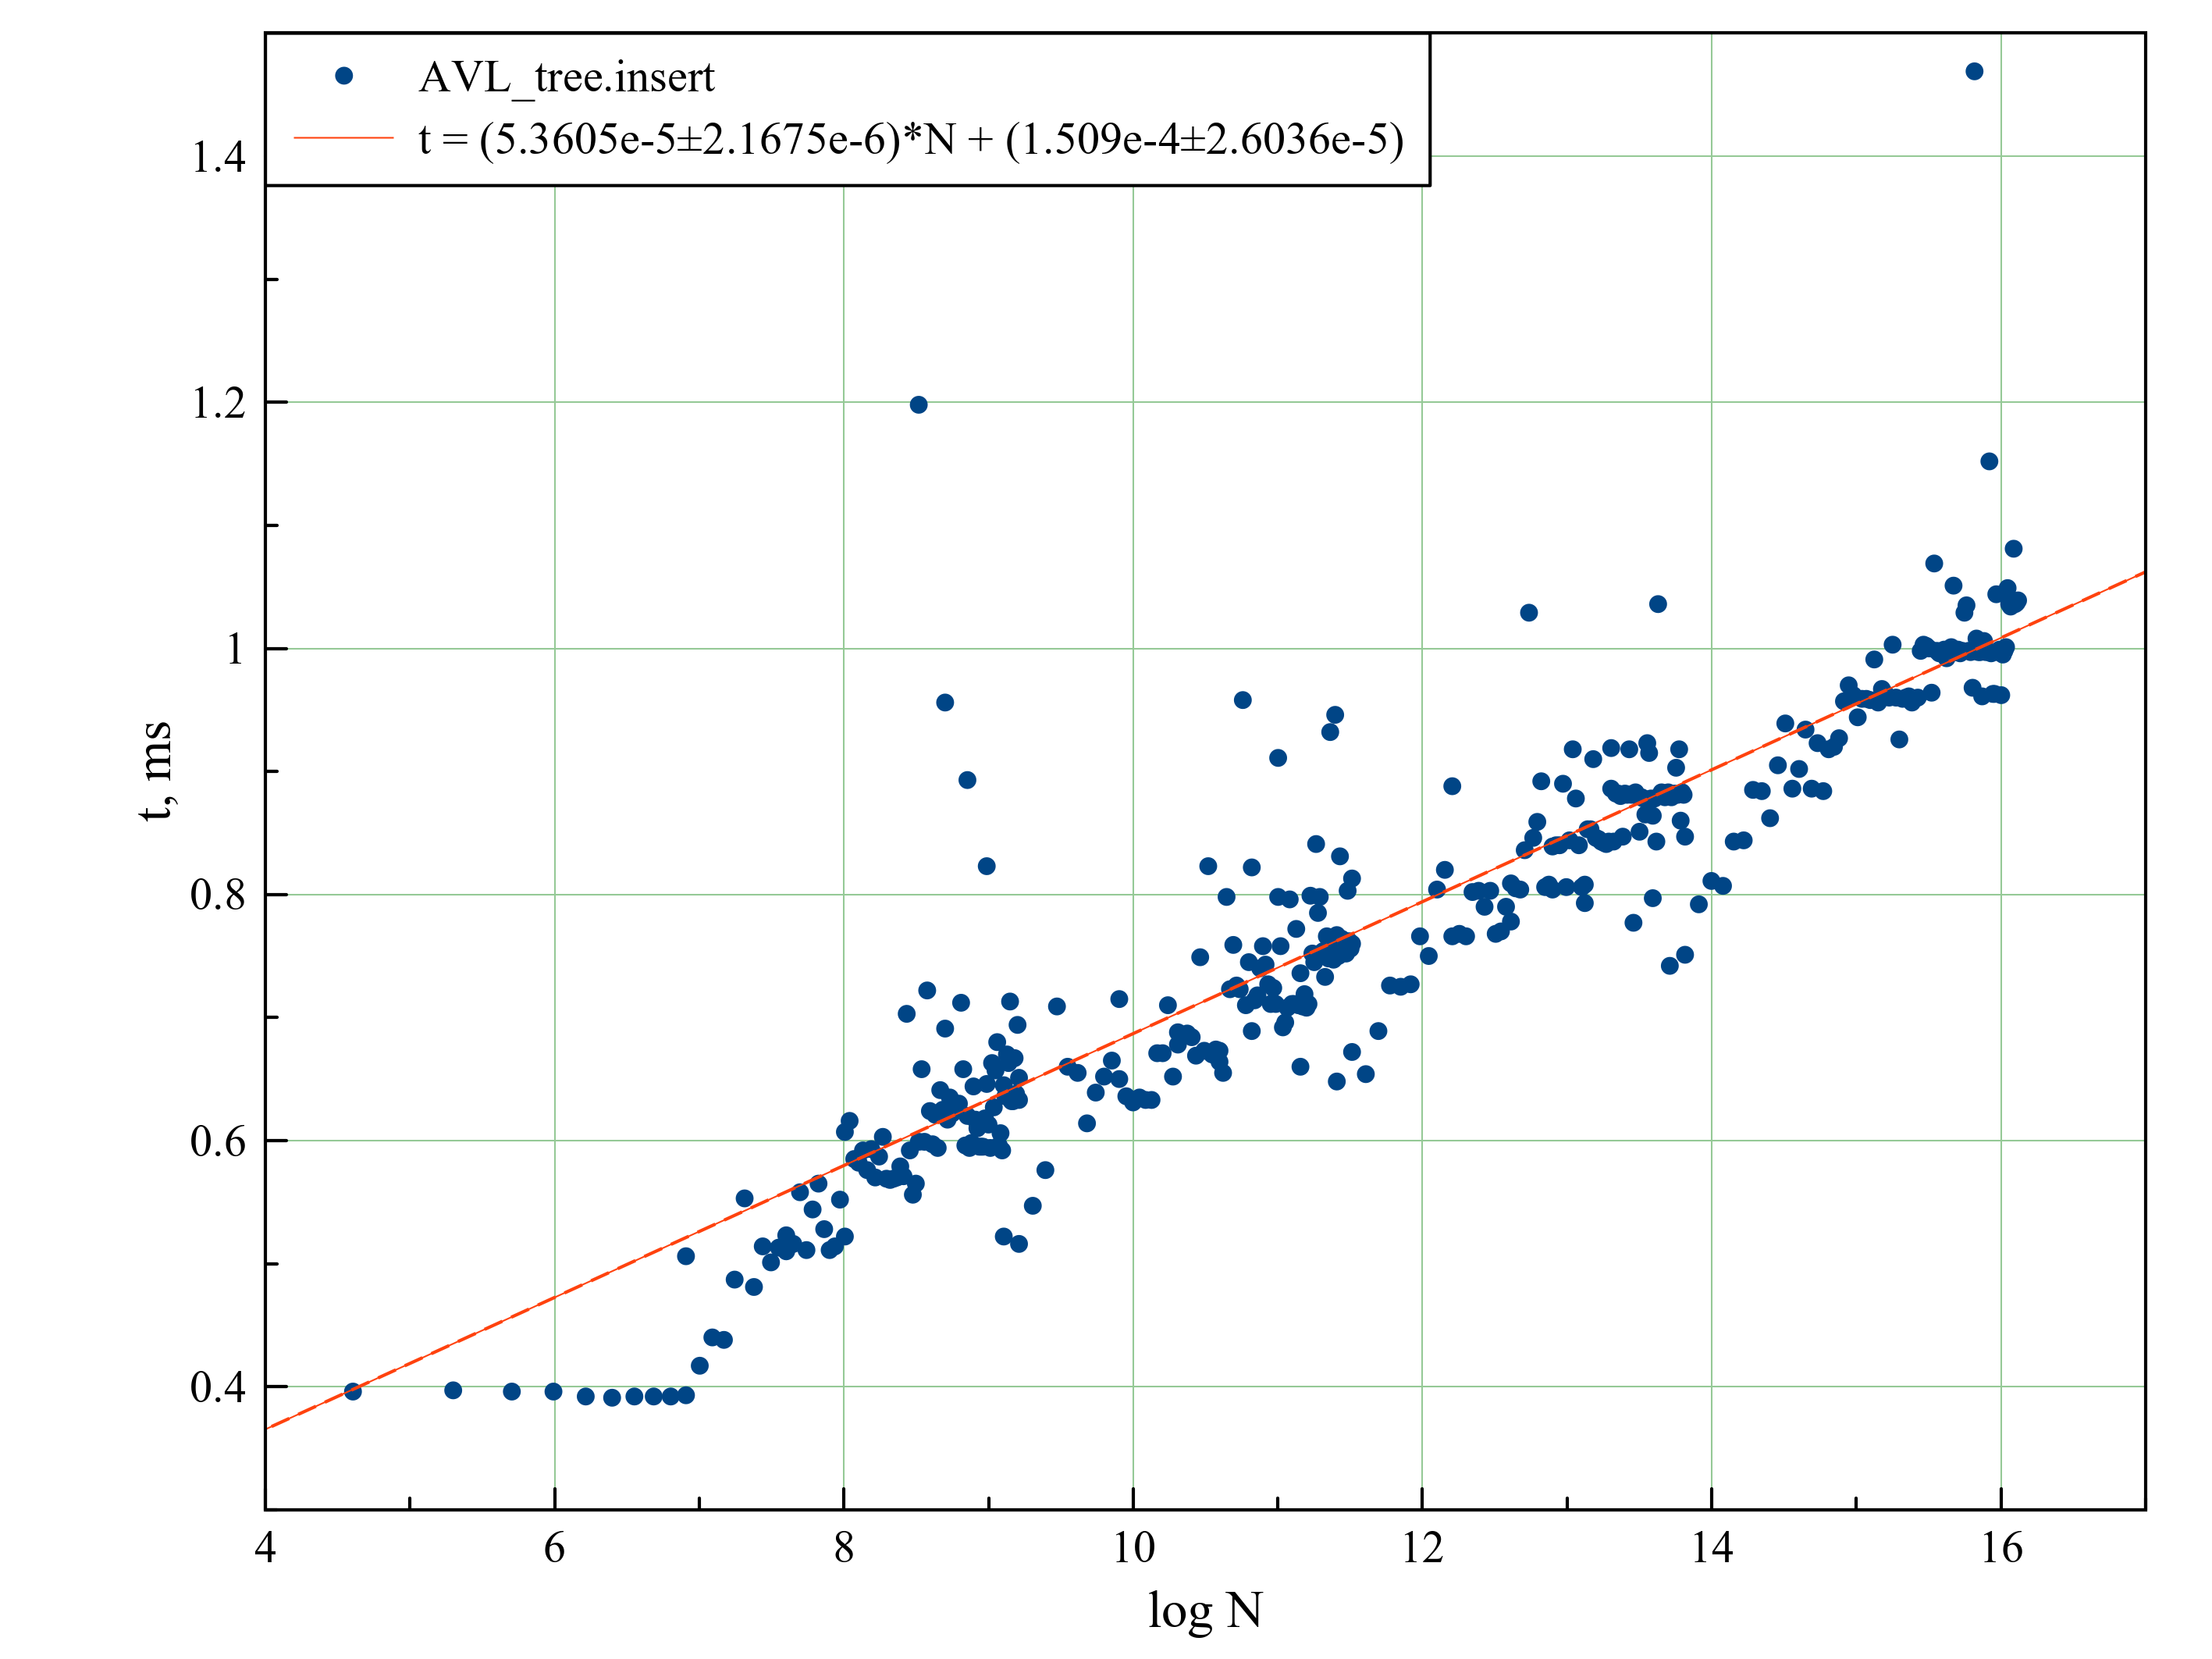 AVL_tree.insert
t = (5.3605e-5±2.1675e-6)*N + (1.509e-4±2.6036e-5)
1.4
1.2
1
0.8
0.6
0.4
t, ms
4 6 8 10 12 14 16
log N